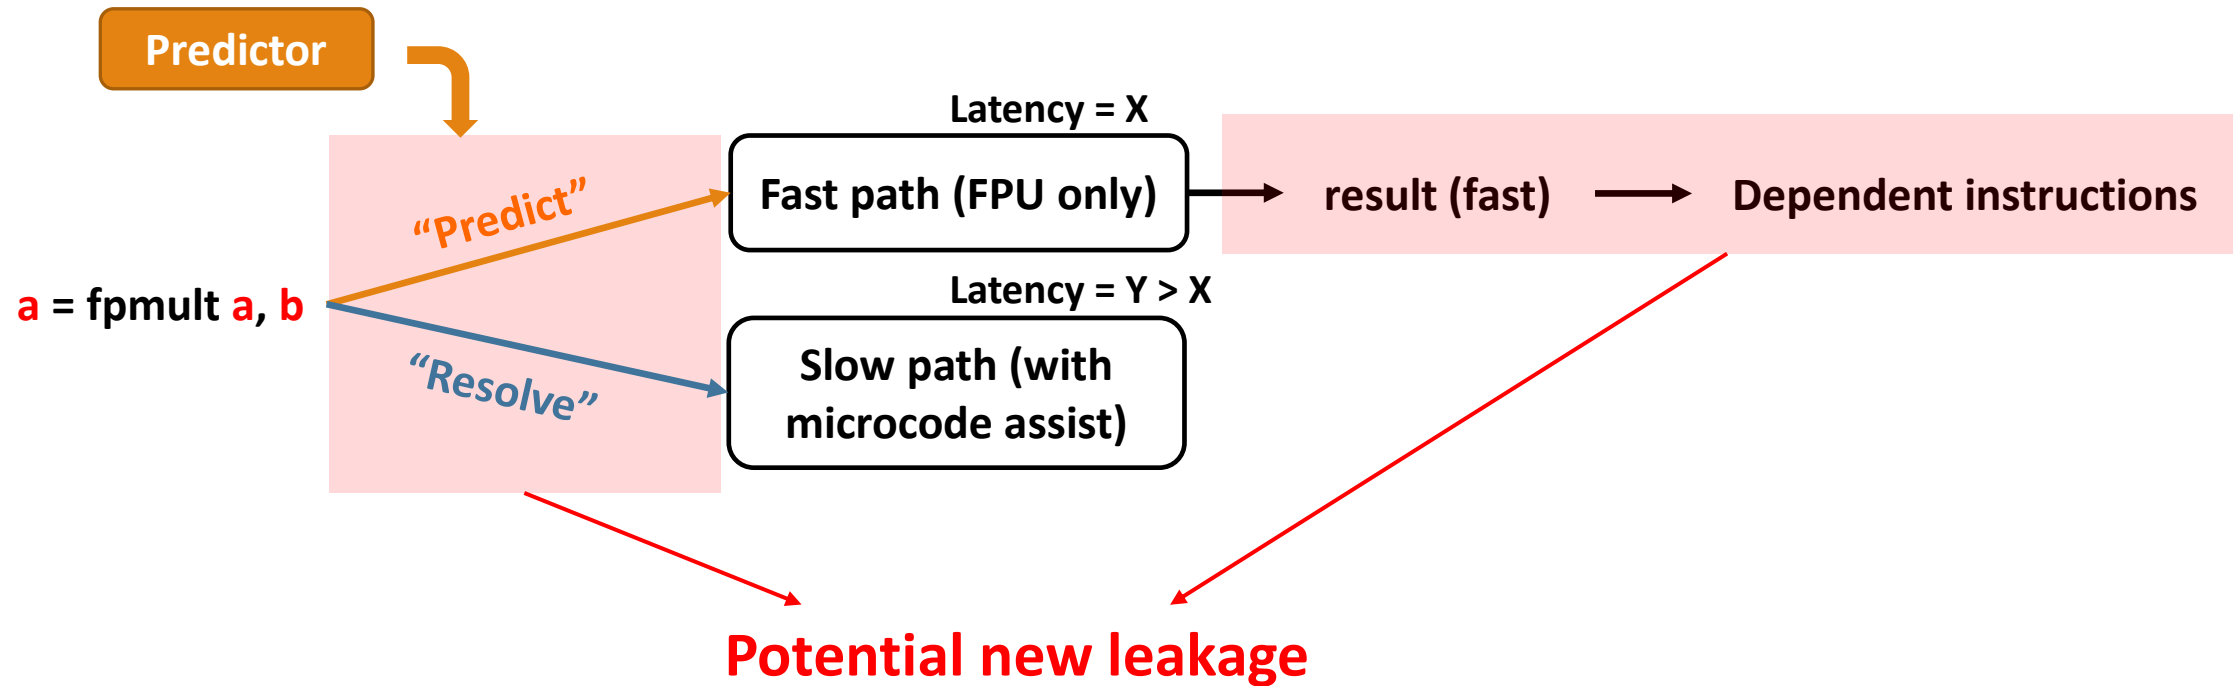 Predictor
Latency = X
“Predict”
Fast path (FPU only)
result (fast)
Dependent instructions
a = fpmult a, b
Latency = Y > X
“Resolve”
Slow path (with
microcode assist)
Potential new leakage